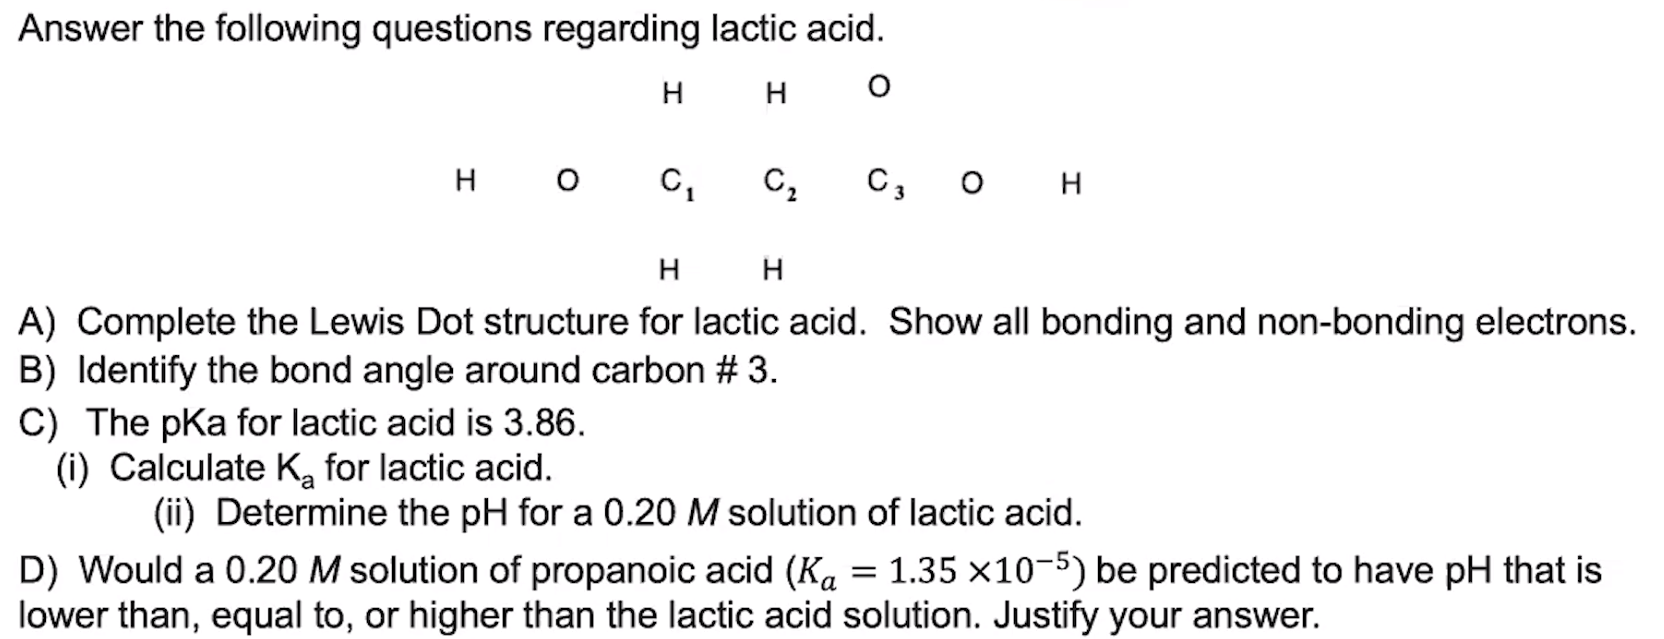 Answer the following questions regarding lactic acid.
H H O
H O C₁ C₂ C₃ O H
H H
A) Complete the Lewis Dot structure for lactic acid. Show all bonding and non-bonding electrons.
B) Identify the bond angle around carbon # 3.
C) The pKa for lactic acid is 3.86.
(i) Calculate Kₐ for lactic acid.
(ii) Determine the pH for a 0.20 M solution of lactic acid.
D) Would a 0.20 M solution of propanoic acid (Kₐ = 1.35 ×10⁻⁵) be predicted to have pH that is
lower than, equal to, or higher than the lactic acid solution. Justify your answer.